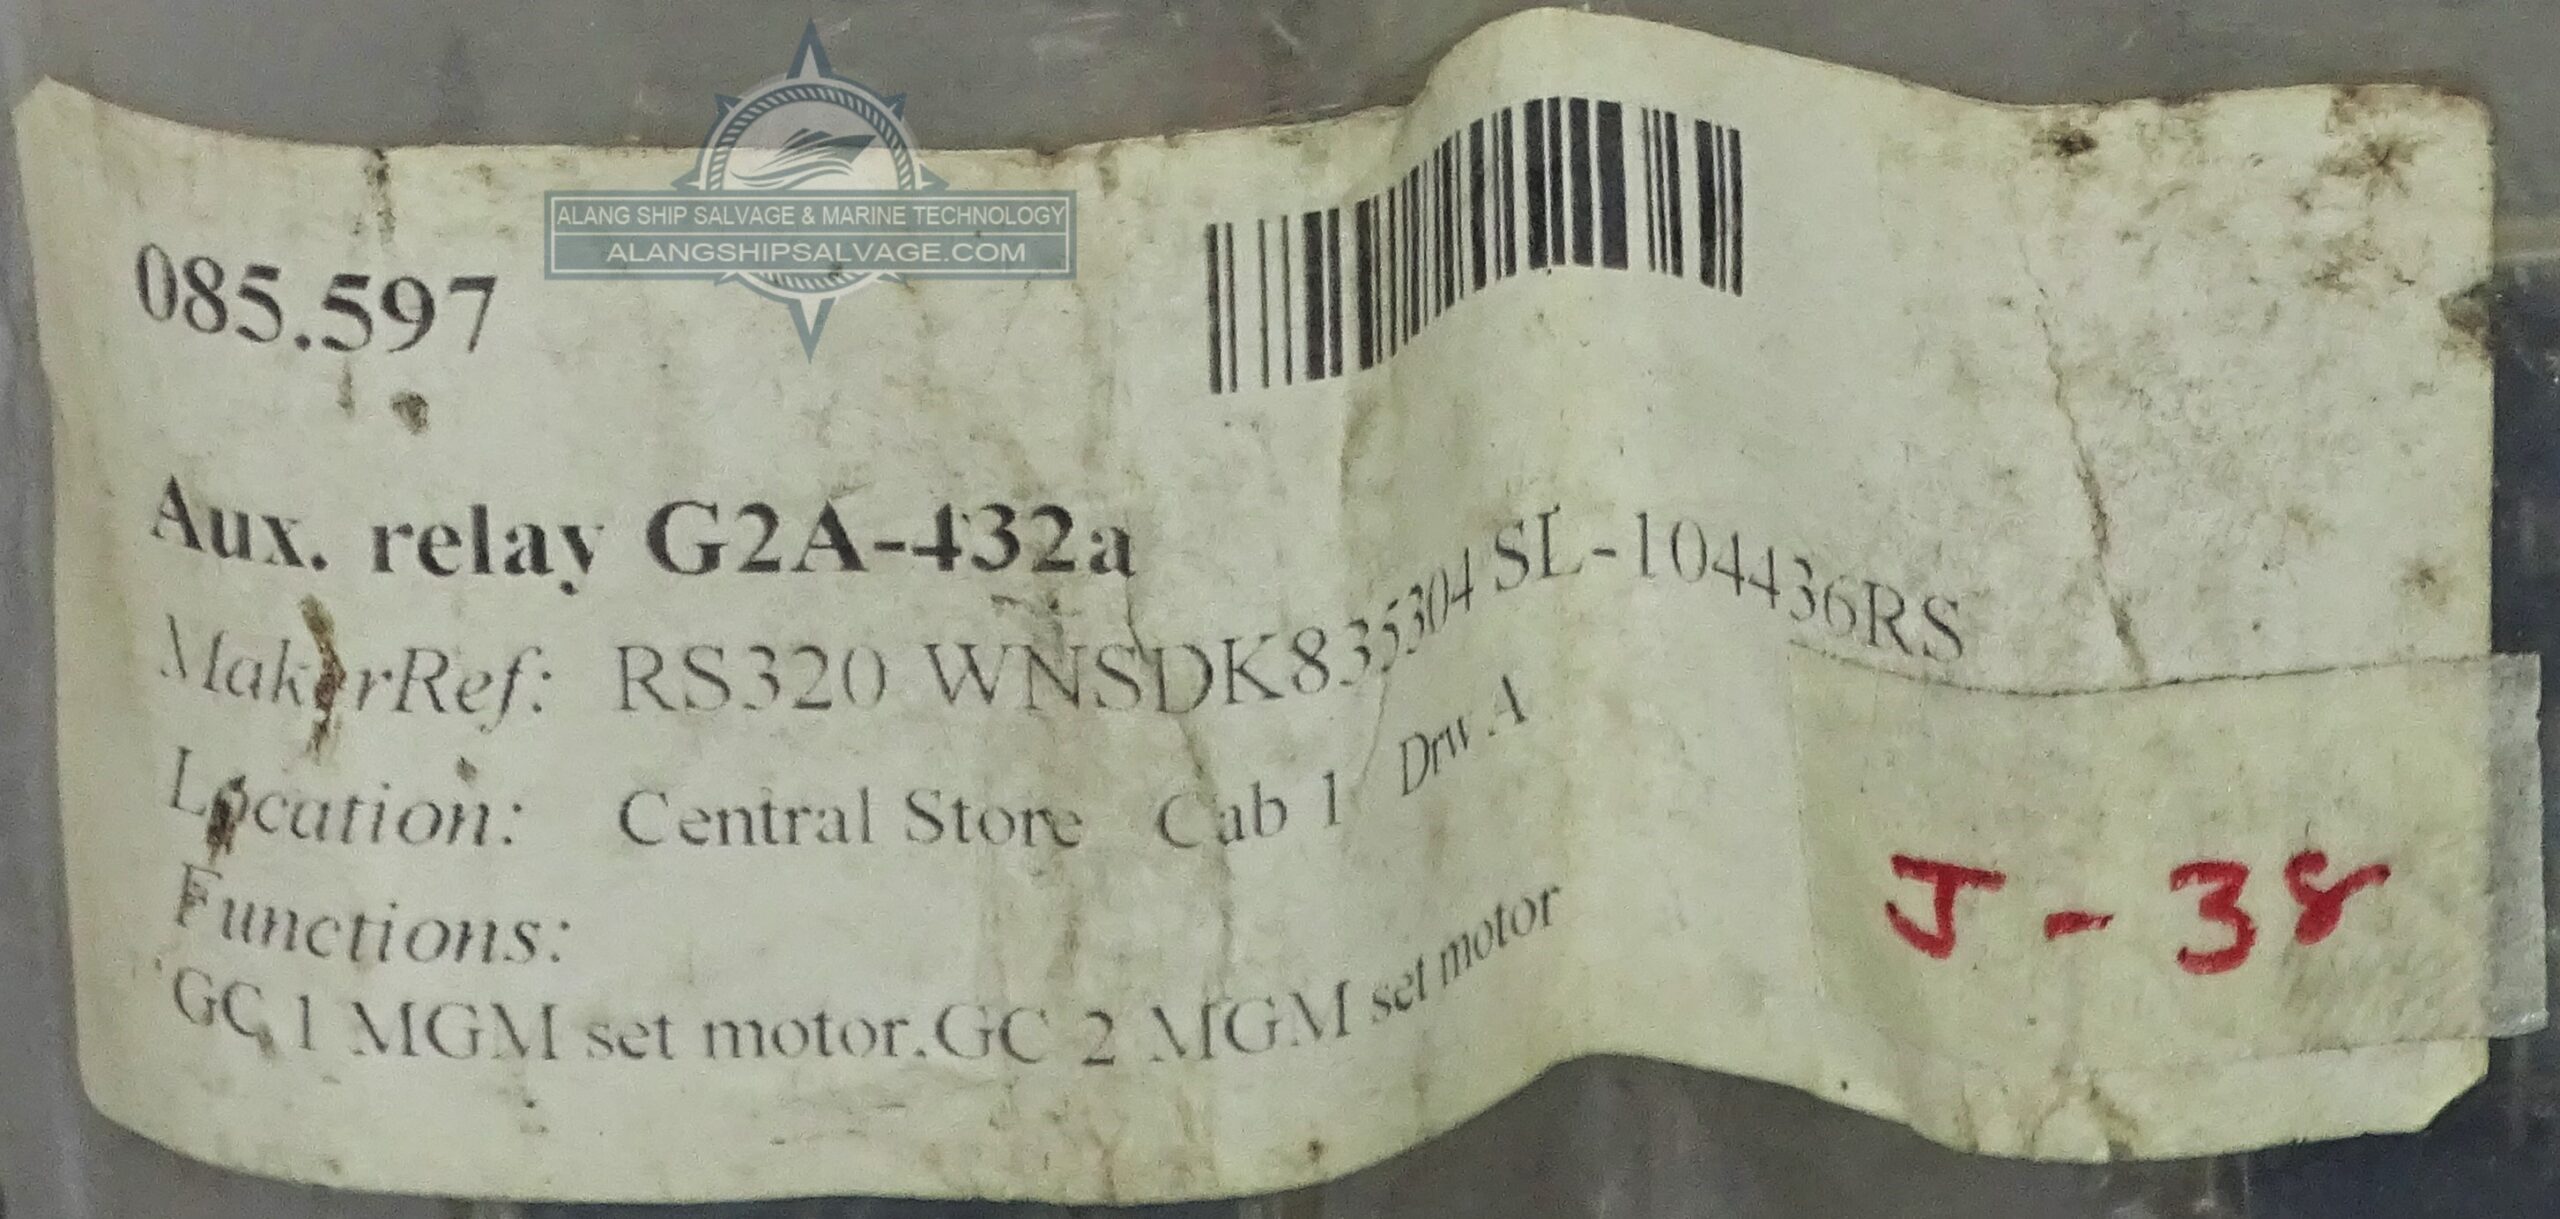 ALANG SHIP SALVAGE & MARINE TECHNOLOGY
ALANGSHIPSALVAGE.COM
085.597
Aux. relay G2A-432a
MakerRef: RS320 WNSDK835304 SL-104436RS
Location: Central Store Cab 1 Drw A
Functions:
GC 1 MGM set motor.GC 2 MGM set motor
J-38